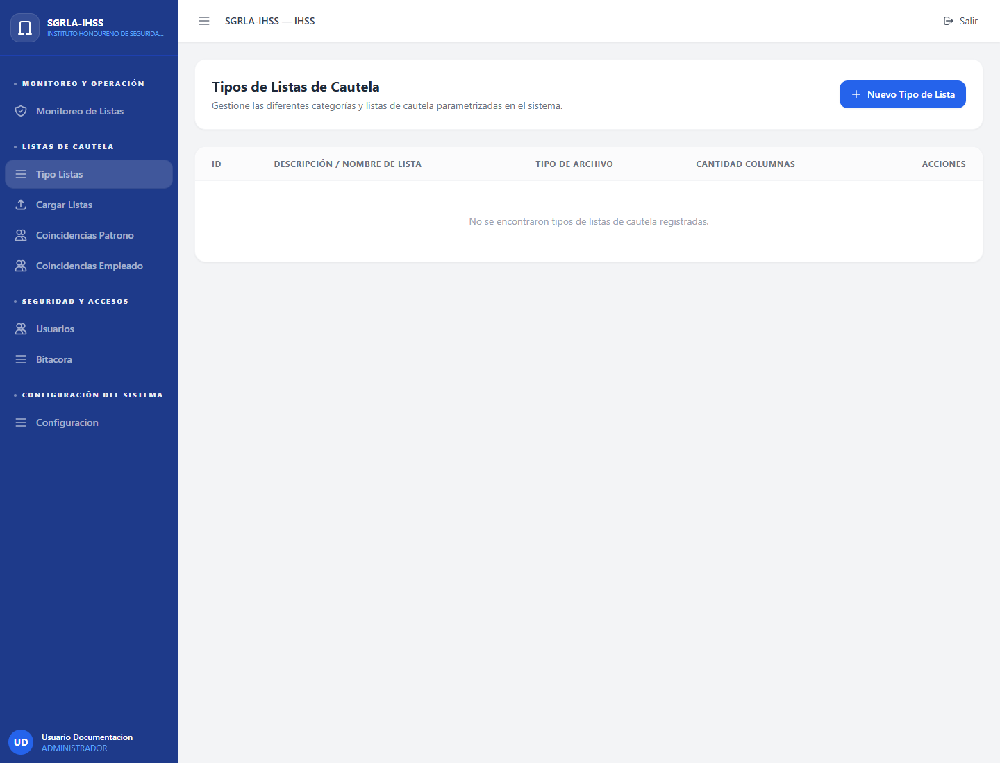 SGRLA-IHSS
INSTITUTO HONDURENO DE SEGURIDA...
SGRLA-IHSS — IHSS
Salir
MONITOREO Y OPERACIÓN
Monitoreo de Listas
LISTAS DE CAUTELA
Tipo Listas
Cargar Listas
Coincidencias Patrono
Coincidencias Empleado
SEGURIDAD Y ACCESOS
Usuarios
Bitacora
CONFIGURACIÓN DEL SISTEMA
Configuracion
UD
Usuario Documentacion
ADMINISTRADOR
Tipos de Listas de Cautela
Gestione las diferentes categorías y listas de cautela parametrizadas en el sistema.
Nuevo Tipo de Lista
ID DESCRIPCIÓN / NOMBRE DE LISTA TIPO DE ARCHIVO CANTIDAD COLUMNAS ACCIONES
No se encontraron tipos de listas de cautela registradas.